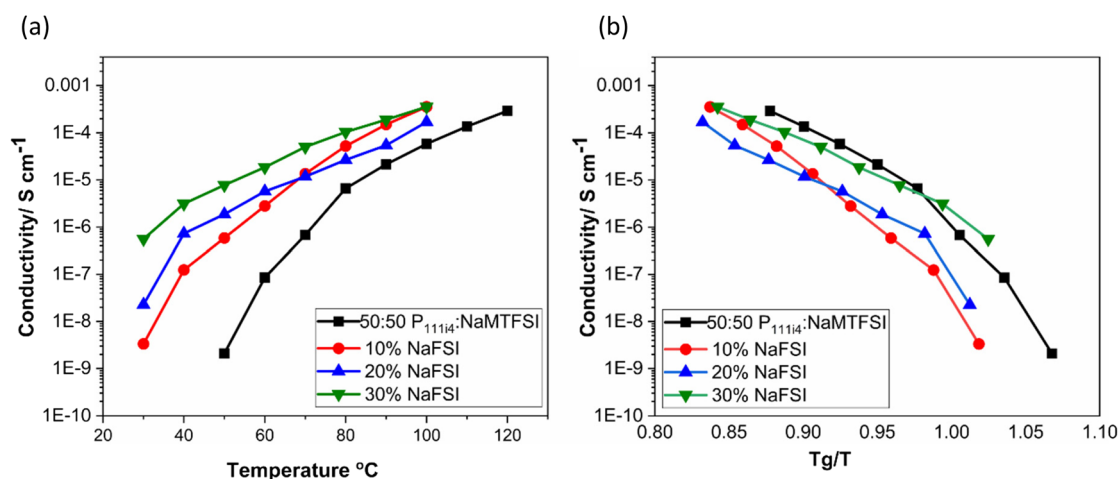 (a)
(b)
0.001
1E-4
1E-5
1E-6
1E-7
1E-8
1E-9
1E-10
Conductivity/ S cm⁻¹
50:50 P₁₁₁ᵢ₄:NaMTFSI
10% NaFSI
20% NaFSI
30% NaFSI
20 40 60 80 100 120
Temperature ºC
0.001
1E-4
1E-5
1E-6
1E-7
1E-8
1E-9
1E-10
Conductivity/ S cm⁻¹
50:50 P₁₁₁ᵢ₄:NaMTFSI
10% NaFSI
20% NaFSI
30% NaFSI
0.80 0.85 0.90 0.95 1.00 1.05 1.10
Tg/T